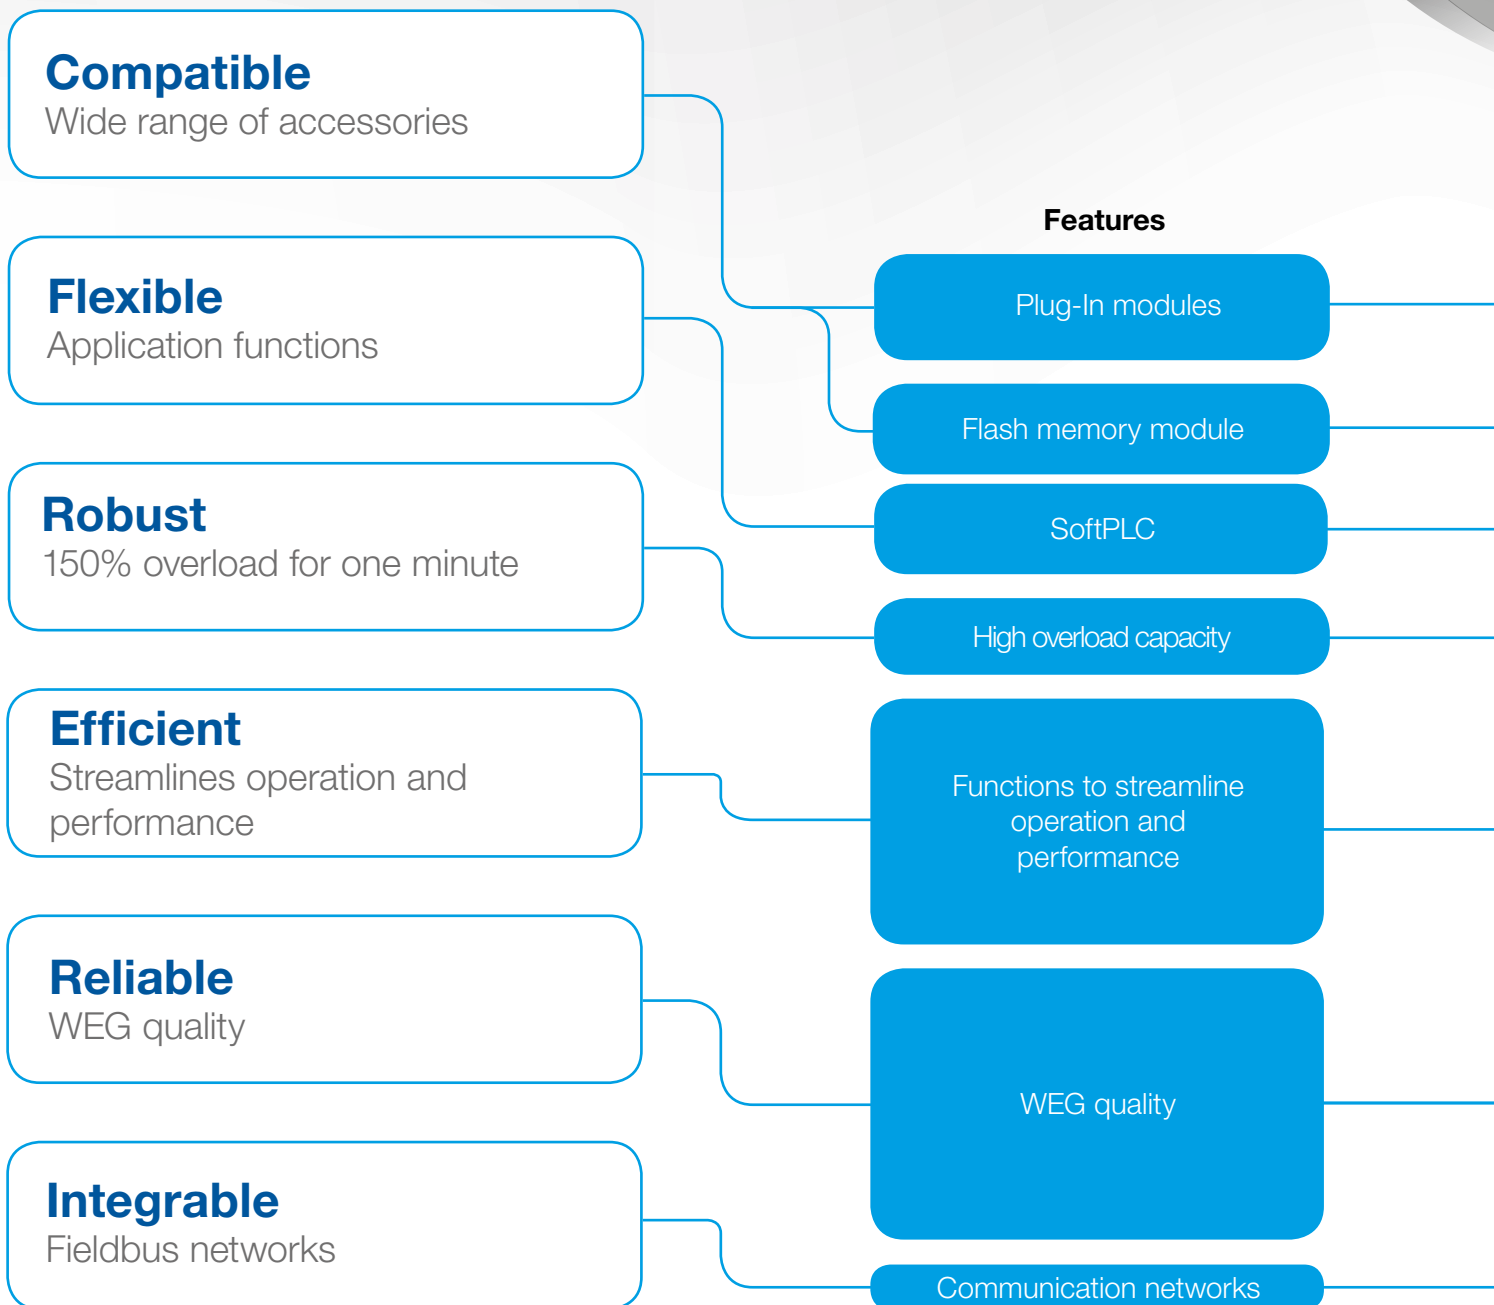 Compatible
Wide range of accessories
Flexible
Application functions
Robust
150% overload for one minute
Efficient
Streamlines operation and
performance
Reliable
WEG quality
Integrable
Fieldbus networks
Features
Plug-In modules
Flash memory module
SoftPLC
High overload capacity
Functions to streamline
operation and
performance
WEG quality
Communication networks